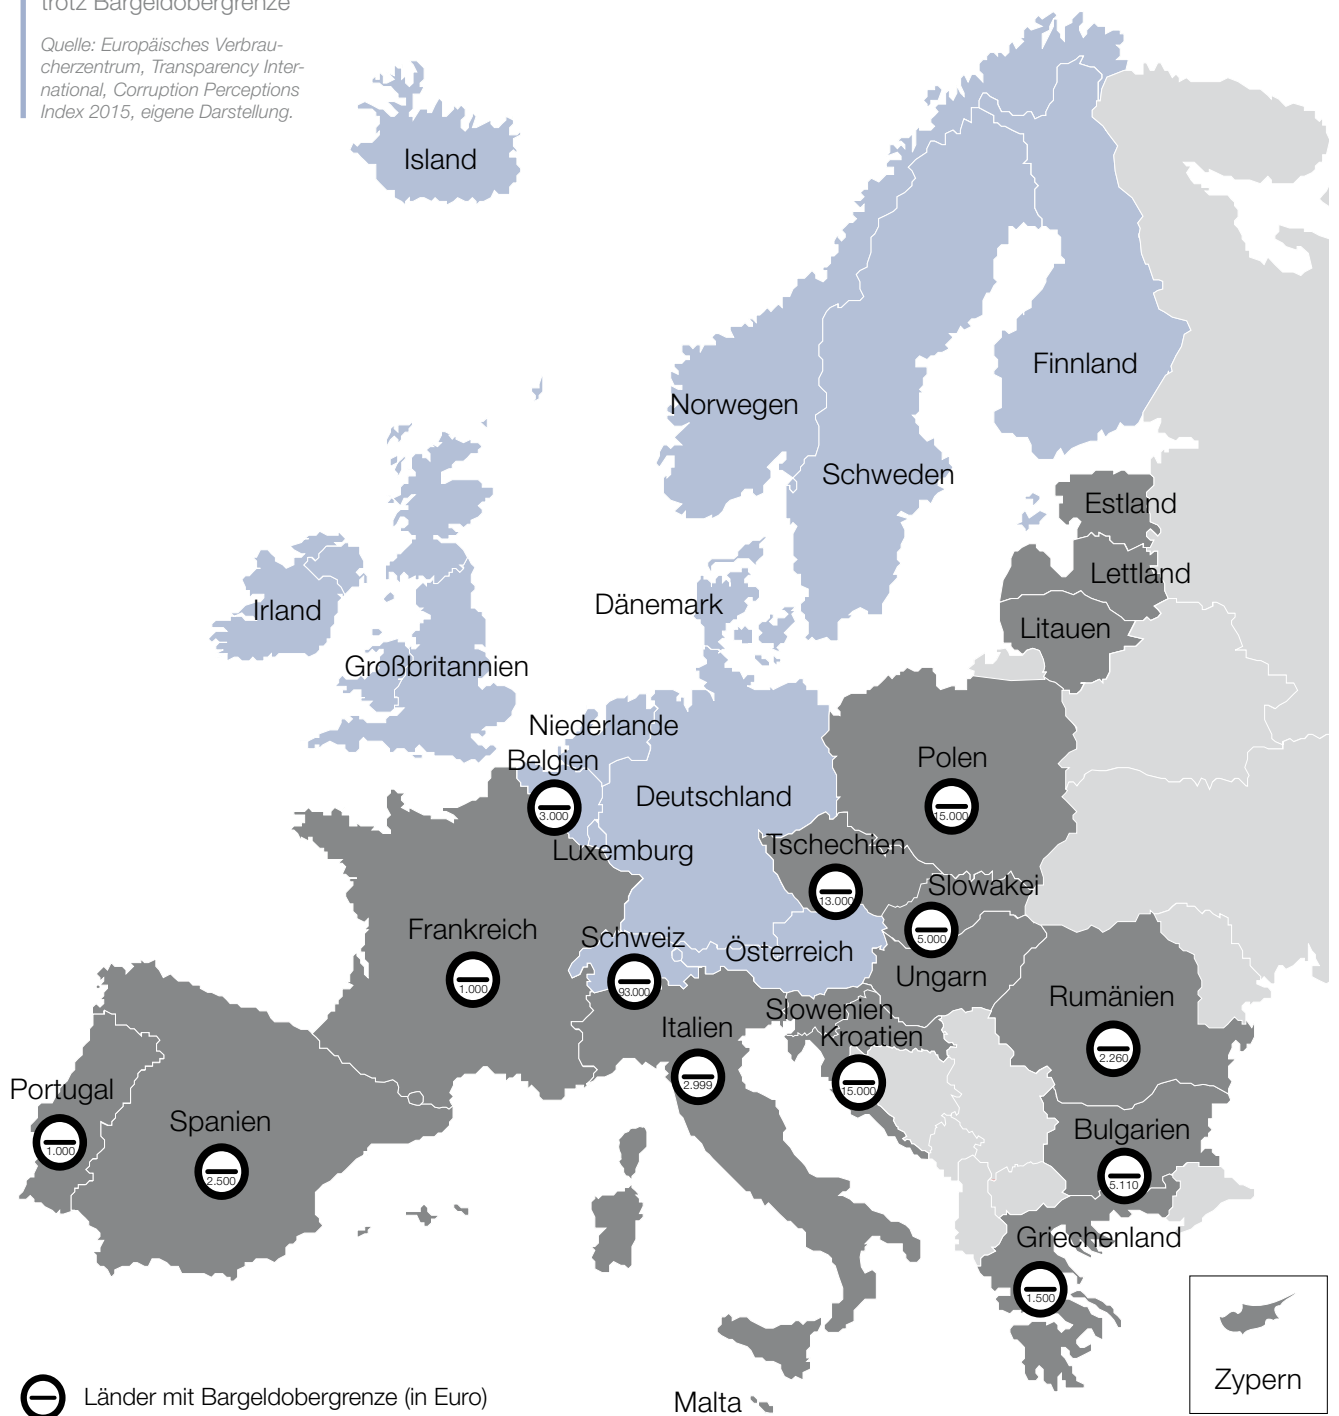 trotz Bargeldobergrenze
Quelle: Europäisches Verbrau-
cherzentrum, Transparency Inter-
national, Corruption Perceptions
Index 2015, eigene Darstellung.
Island
Finnland
Norwegen
Schweden
Estland
Lettland
Dänemark
Irland
Litauen
Großbritannien
Niederlande
Belgien
3.000
Polen
15.000
Deutschland
Luxemburg
Tschechien
13.000
Slowakei
5.000
Frankreich
1.000
Schweiz
93.000
Österreich
Ungarn
Rumänien
2.260
Slowenien
Italien
2.999
Kroatien
15.000
Portugal
1.000
Spanien
2.500
Bulgarien
5.110
Griechenland
1.500
Zypern
Länder mit Bargeldobergrenze (in Euro)
Malta